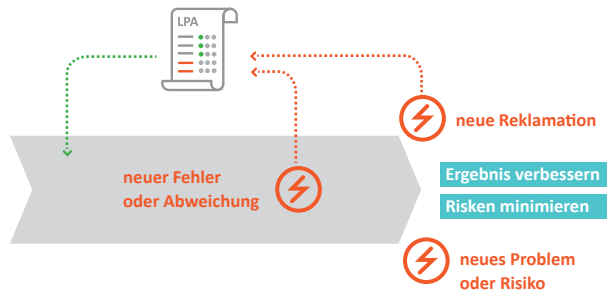 LPA
neue Reklamation
neuer Fehler
oder Abweichung
Ergebnis verbessern
Risken minimieren
neues Problem
oder Risiko